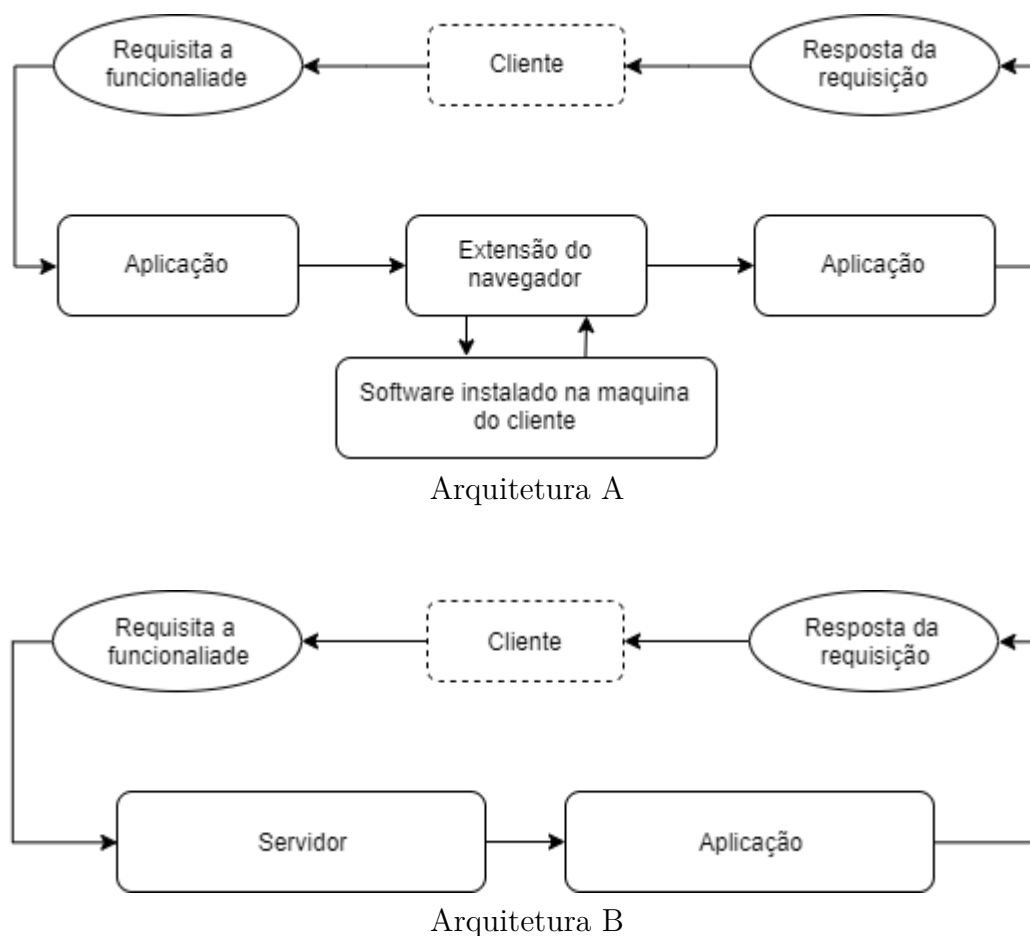 Requisita a
funcionaliade
Cliente
Resposta da
requisição
Aplicação
Extensão do
navegador
Aplicação
Software instalado na maquina
do cliente
Arquitetura A
Requisita a
funcionaliade
Cliente
Resposta da
requisição
Servidor
Aplicação
Arquitetura B